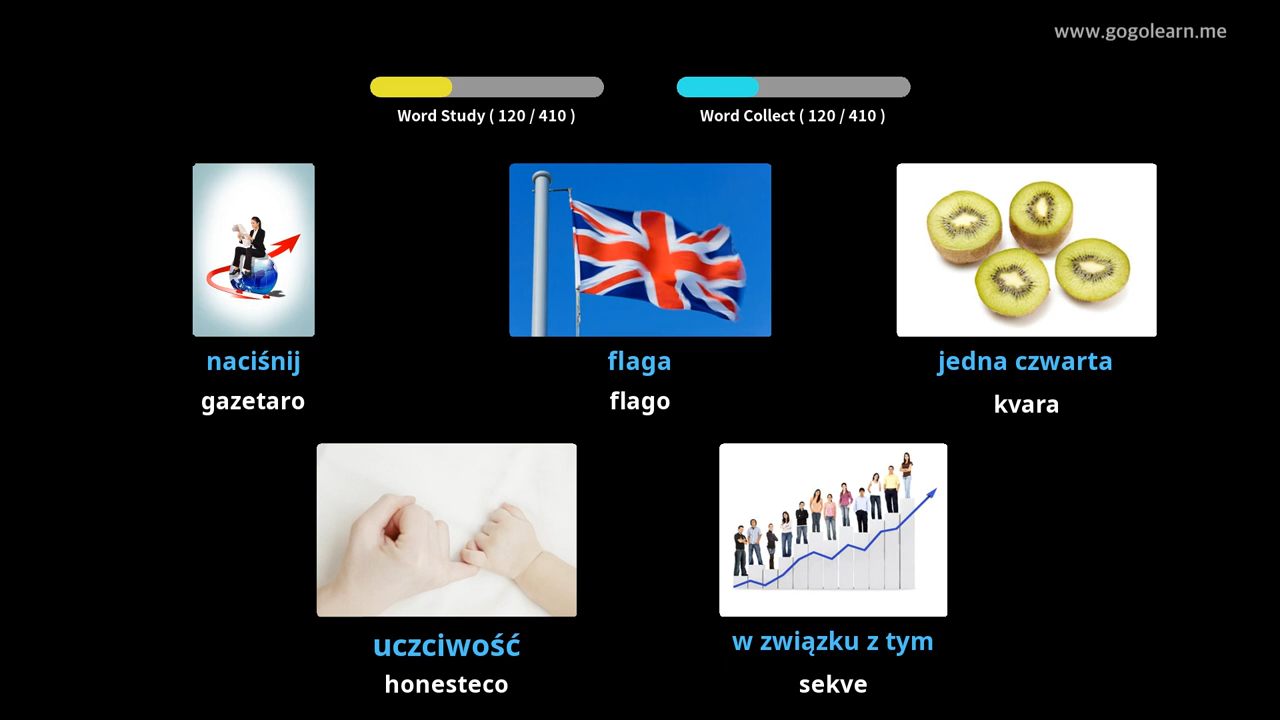 www.gogolearn.me
Word Study ( 120 / 410 )
Word Collect ( 120 / 410 )
naciśnij
gazetaro
flaga
flago
jedna czwarta
kvara
uczciwość
honesteco
w związku z tym
sekve